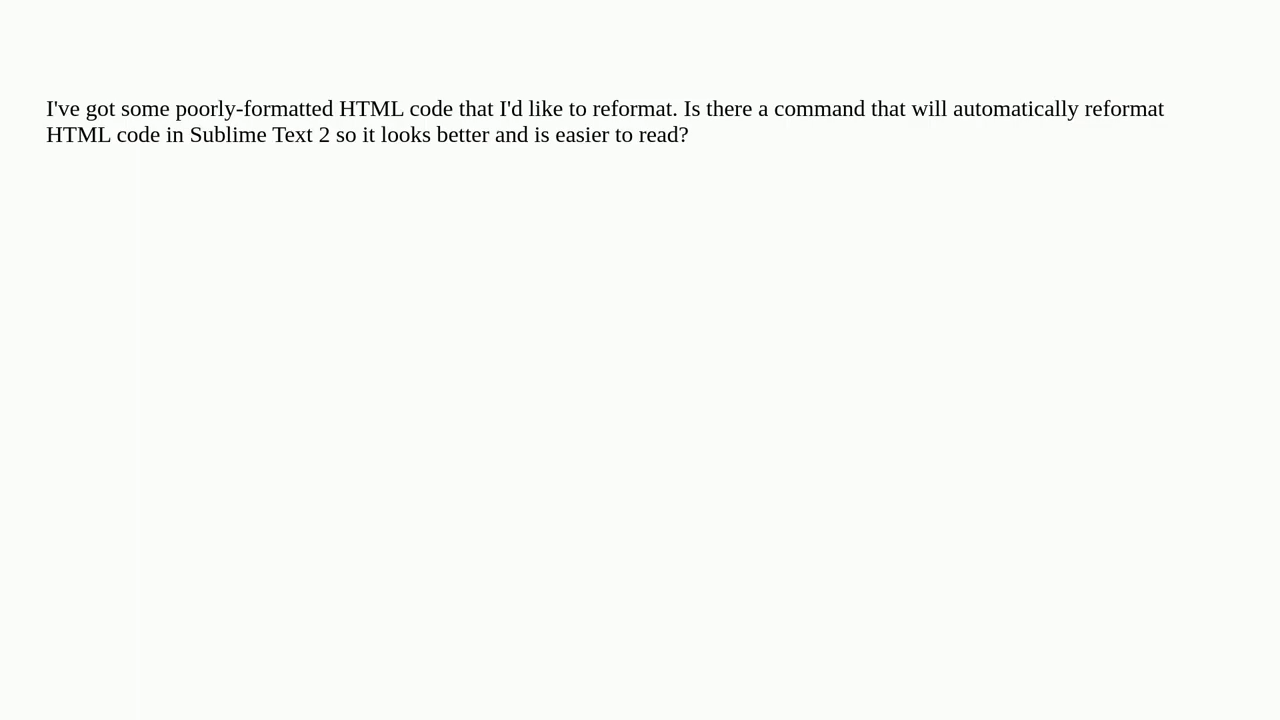 I've got some poorly-formatted HTML code that I'd like to reformat. Is there a command that will automatically reformat
HTML code in Sublime Text 2 so it looks better and is easier to read?